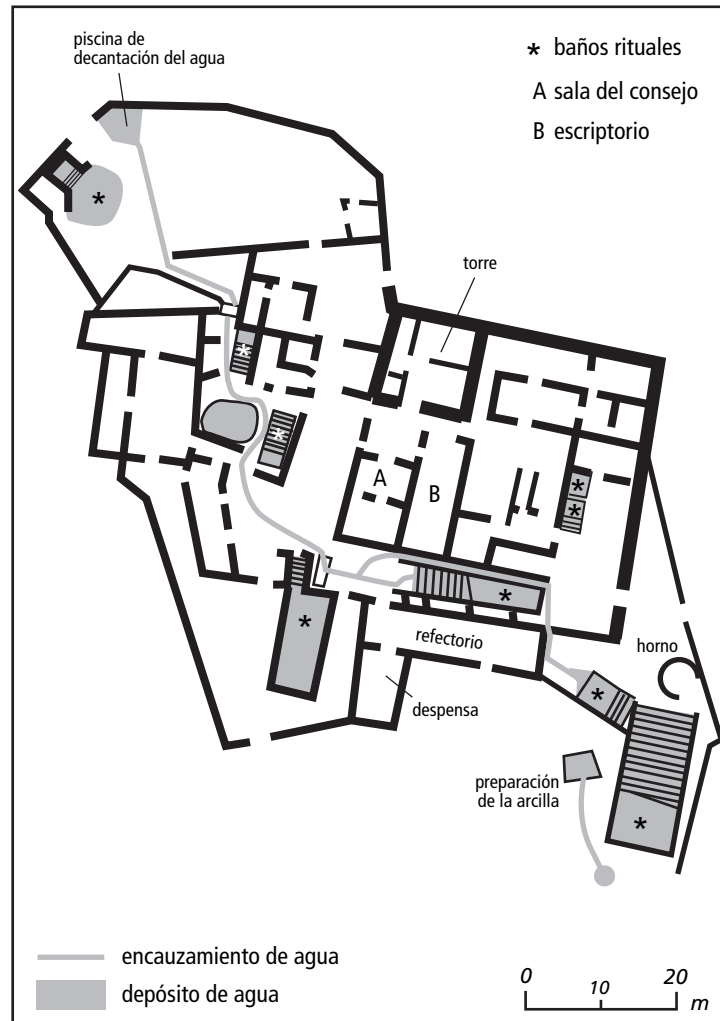 piscina de
decantación del agua
* baños rituales
A sala del consejo
B escriptorio
*
torre
*
*
A
B
*
*
*
*
refectorio
horno
despensa
*
preparación
de la arcilla
*
encauzamiento de agua
depósito de agua
0 10 20
m